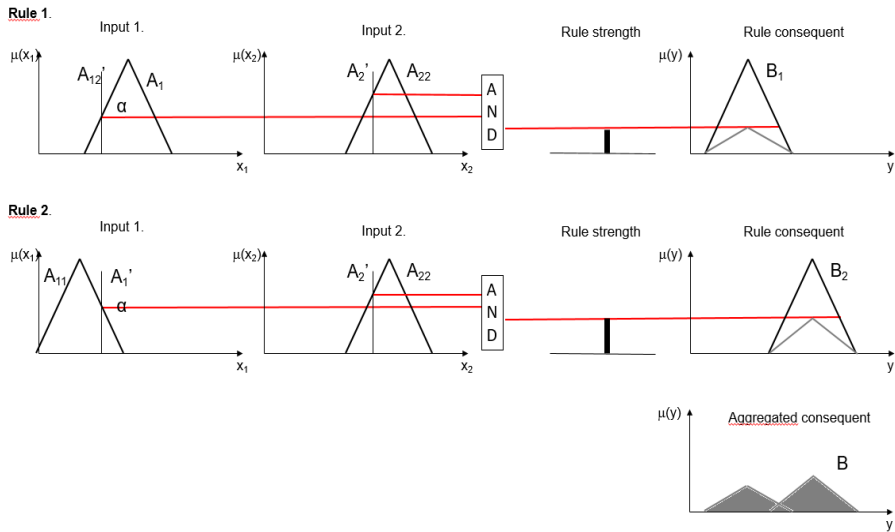 Rule 1.
Input 1.
Input 2.
Rule strength
Rule consequent
μ(x₁)
A₁₂’
A₁
α
x₁
μ(x₂)
A₂’
A₂₂
x₂
A
N
D
μ(y)
B₁
y
Rule 2.
Input 1.
Input 2.
Rule strength
Rule consequent
μ(x₁)
A₁₁
A₁’
α
x₁
μ(x₂)
A₂’
A₂₂
x₂
A
N
D
μ(y)
B₂
y
μ(y)
Aggregated consequent
B
y